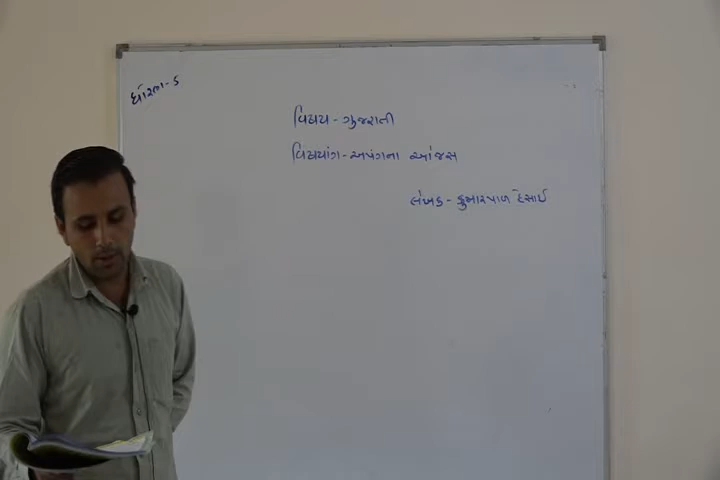 ધોરણ-૬
વિષય-ગુજરાતી
વિષયાંગ-અપંગના ઓજસ
લેખક-કુમારપાળ દેસાઈ